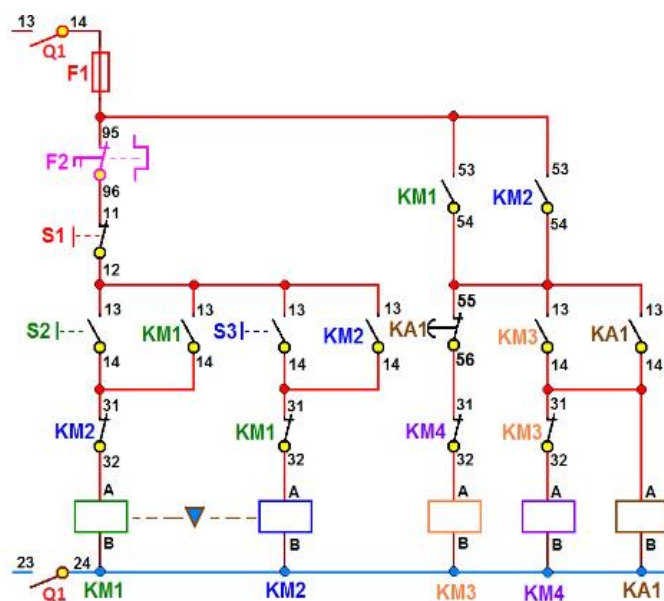 13 14
Q1
F1
95
F2
96
11
S1
12
53 53
KM1 KM2
54 54
13 13 13 13 55 13 13
S2 KM1 S3 KM2 KA1 KM3 KA1
14 14 14 14 56 14 14
31 31 31 31
KM2 KM1 KM4 KM3
32 32 32 32
A A A A A
B B B B B
23 24
Q1 KM1 KM2 KM3 KM4 KA1